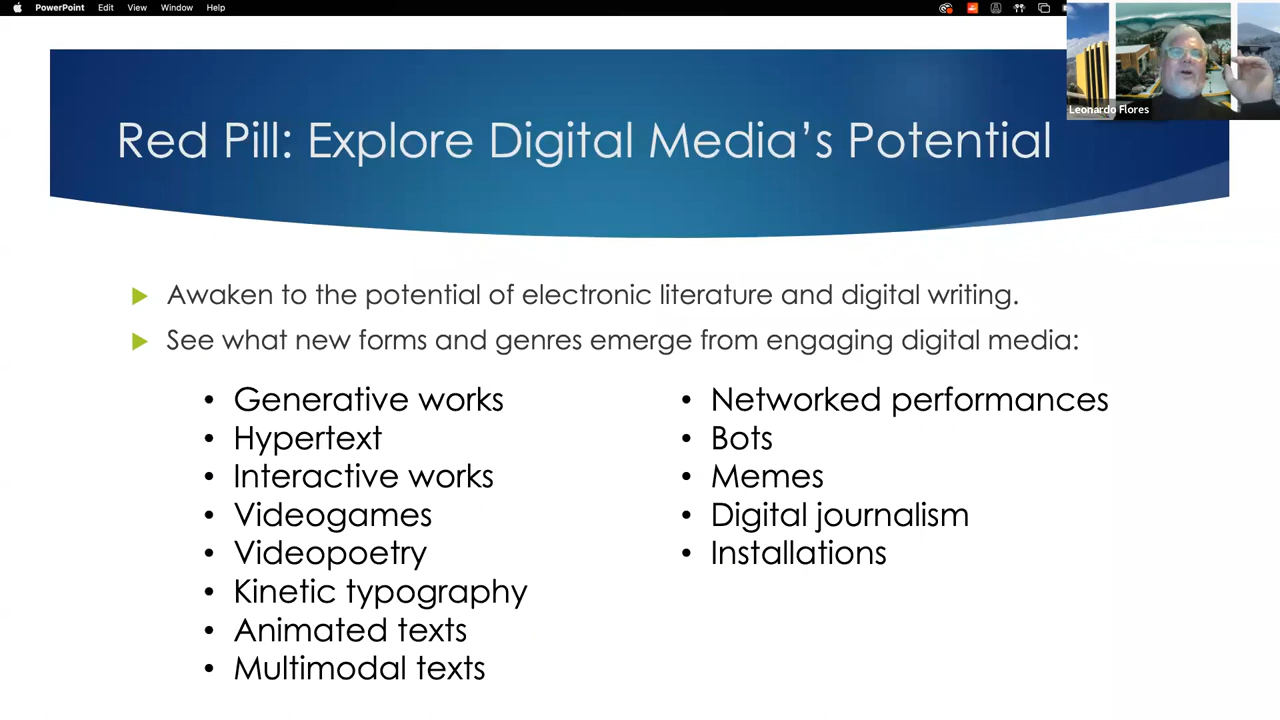 PowerPoint Edit View Window Help
Leonardo Flores
Red Pill: Explore Digital Media’s Potential
Awaken to the potential of electronic literature and digital writing.
See what new forms and genres emerge from engaging digital media:
• Generative works
• Hypertext
• Interactive works
• Videogames
• Videopoetry
• Kinetic typography
• Animated texts
• Multimodal texts
• Networked performances
• Bots
• Memes
• Digital journalism
• Installations